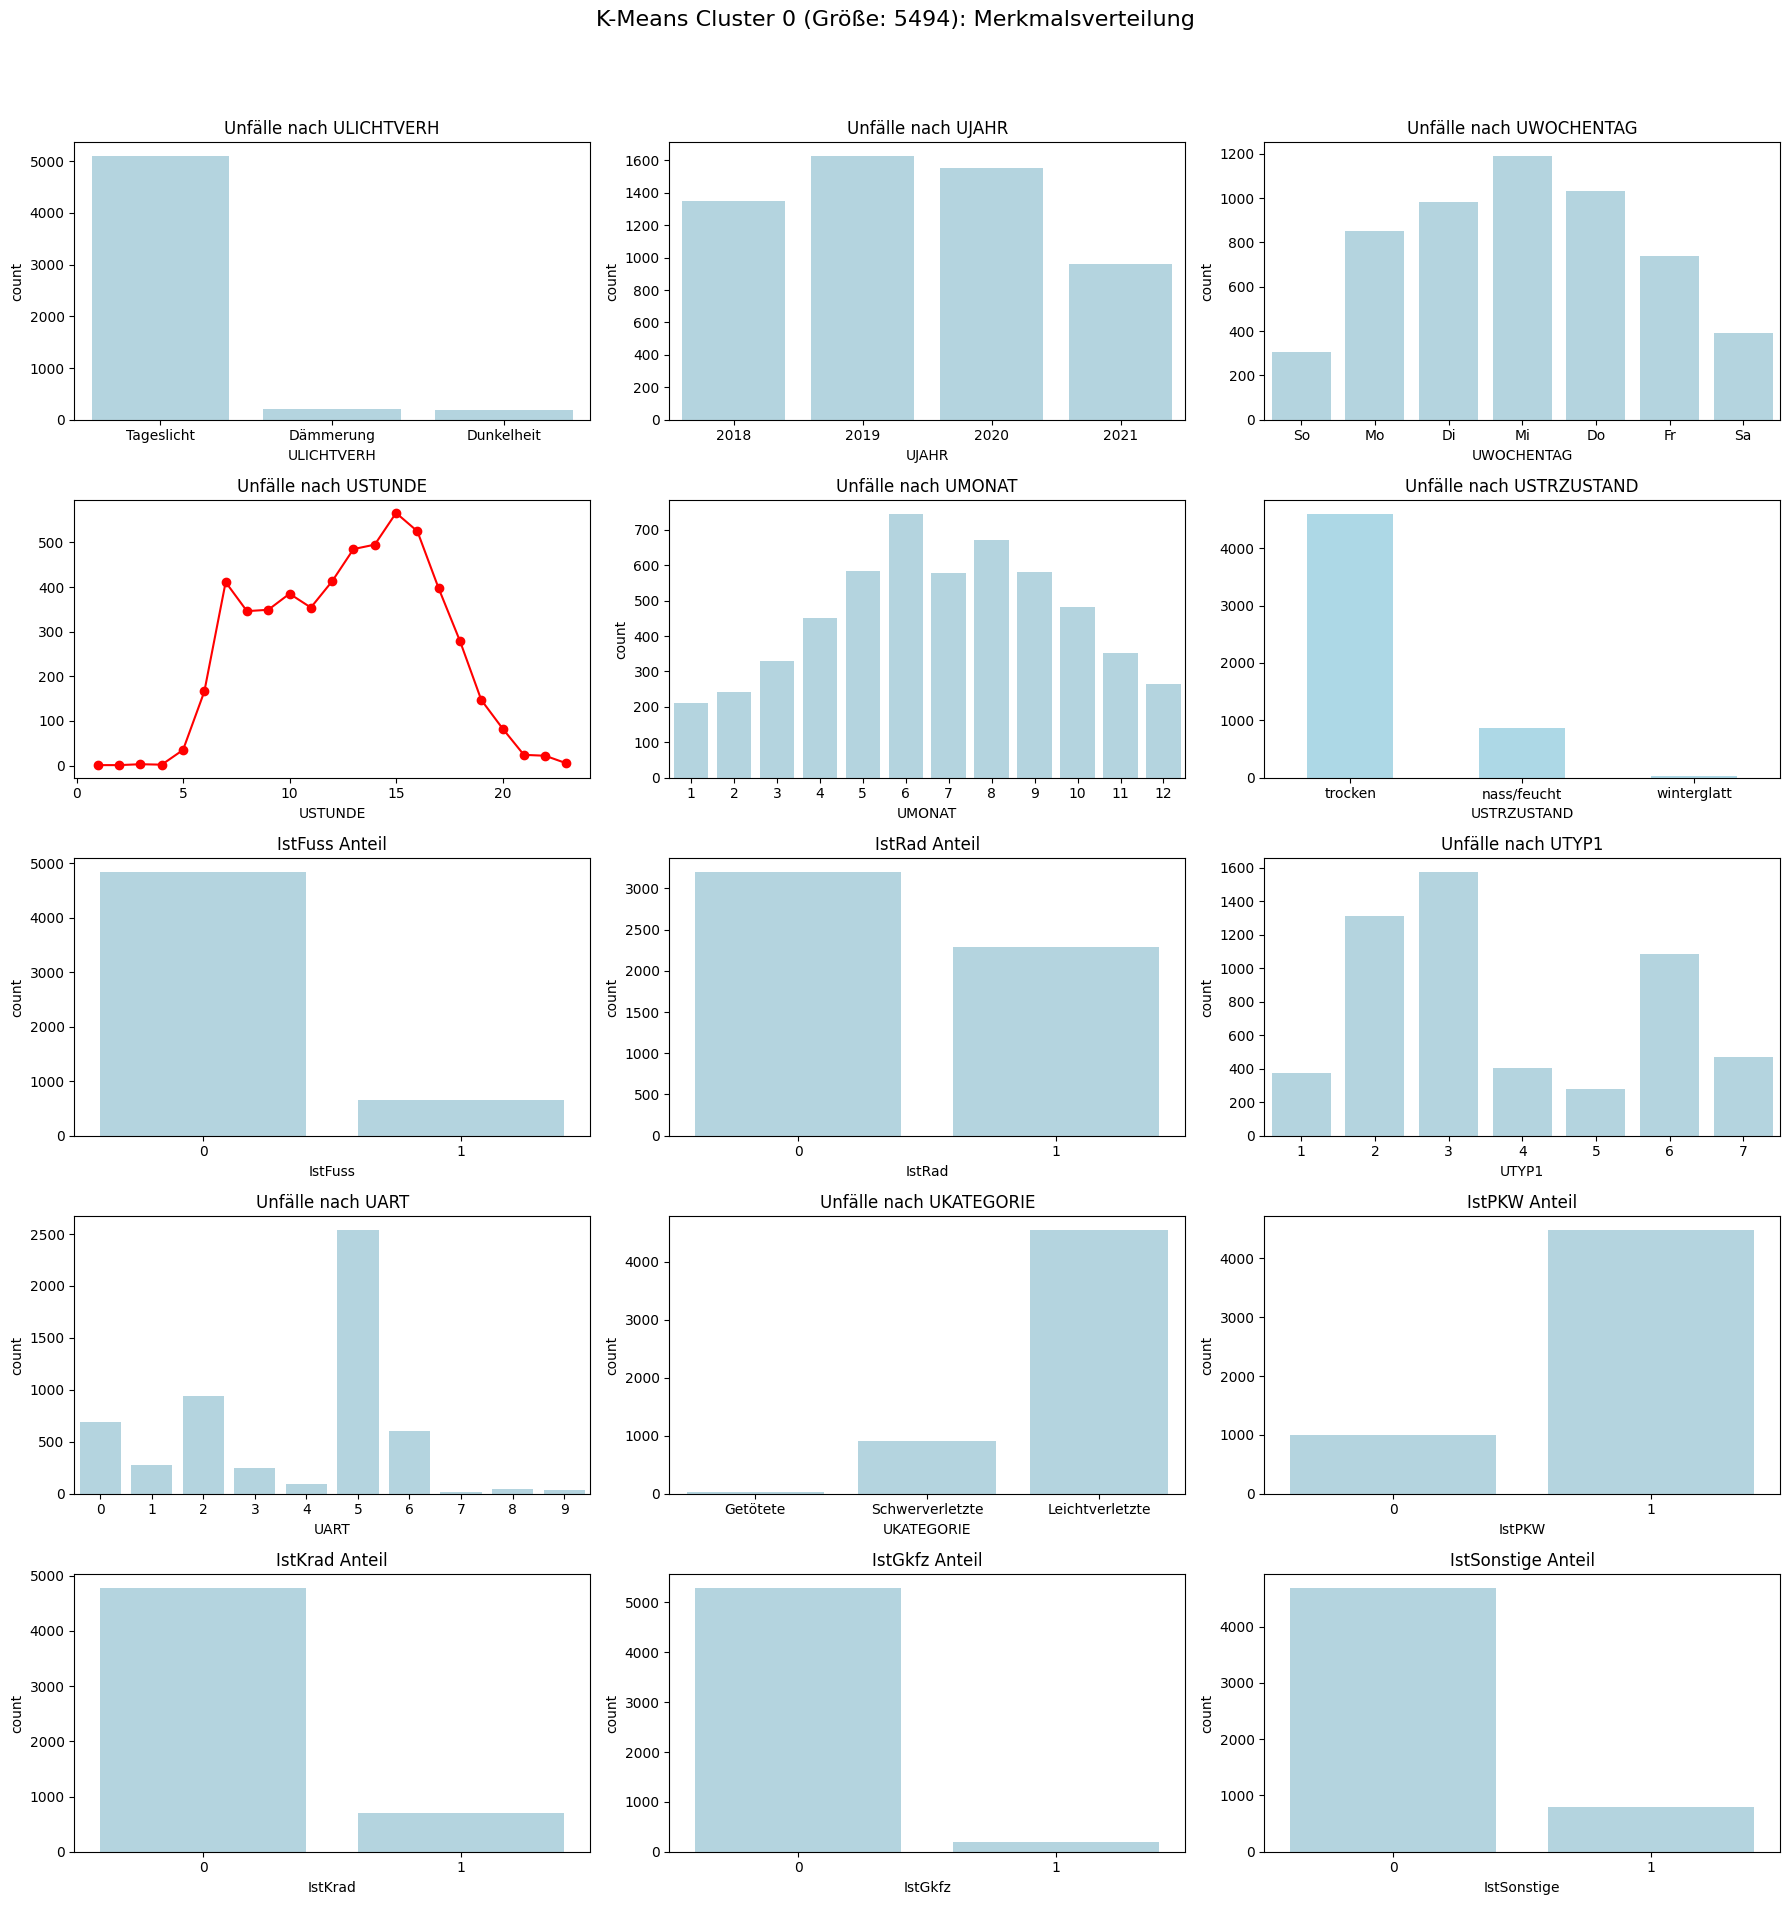 K-Means Cluster 0 (Größe: 5494): Merkmalsverteilung
Unfälle nach ULICHTVERH
count
5000
4000
3000
2000
1000
0
Tageslicht Dämmerung Dunkelheit
ULICHTVERH
Unfälle nach UJAHR
count
1600
1400
1200
1000
800
600
400
200
0
2018 2019 2020 2021
UJAHR
Unfälle nach UWOCHENTAG
count
1200
1000
800
600
400
200
0
So Mo Di Mi Do Fr Sa
UWOCHENTAG
Unfälle nach USTUNDE
500
400
300
200
100
0
0 5 10 15 20
USTUNDE
Unfälle nach UMONAT
count
700
600
500
400
300
200
100
0
1 2 3 4 5 6 7 8 9 10 11 12
UMONAT
Unfälle nach USTRZUSTAND
4000
3000
2000
1000
0
trocken nass/feucht winterglatt
USTRZUSTAND
IstFuss Anteil
count
5000
4000
3000
2000
1000
0
0 1
IstFuss
IstRad Anteil
count
3000
2500
2000
1500
1000
500
0
0 1
IstRad
Unfälle nach UTYP1
count
1600
1400
1200
1000
800
600
400
200
0
1 2 3 4 5 6 7
UTYP1
Unfälle nach UART
count
2500
2000
1500
1000
500
0
0 1 2 3 4 5 6 7 8 9
UART
Unfälle nach UKATEGORIE
count
4000
3000
2000
1000
0
Getötete Schwerverletzte Leichtverletzte
UKATEGORIE
IstPKW Anteil
count
4000
3000
2000
1000
0
0 1
IstPKW
IstKrad Anteil
count
5000
4000
3000
2000
1000
0
0 1
IstKrad
IstGkfz Anteil
count
5000
4000
3000
2000
1000
0
0 1
IstGkfz
IstSonstige Anteil
count
4000
3000
2000
1000
0
0 1
IstSonstige